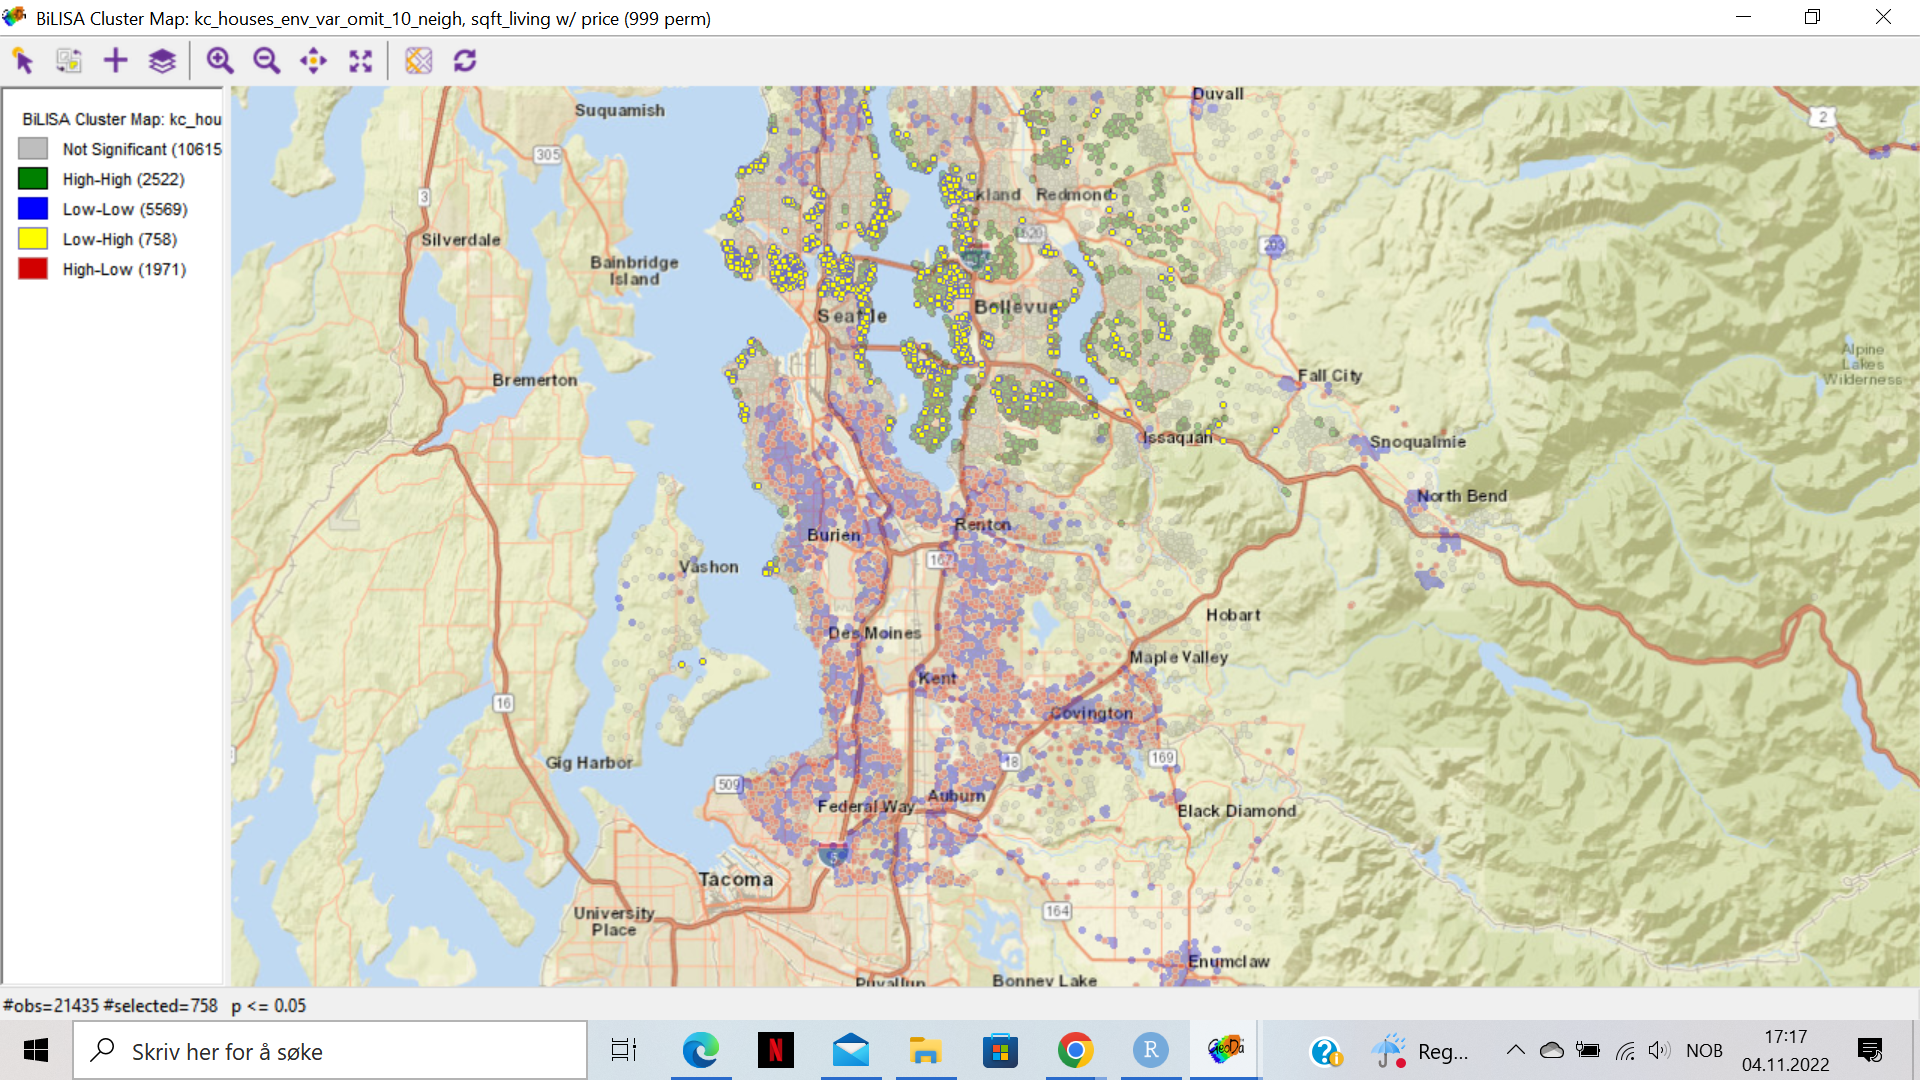 BiLISA Cluster Map: kc_houses_env_var_omit_10_neigh, sqft_living w/ price (999 perm)
BiLISA Cluster Map: kc_hou
Not Significant (10615
High-High (2522)
Low-Low (5569)
Low-High (758)
High-Low (1971)
Suquamish
Duvall
2
305
3
kland
Redmond
Silverdale
520
203
Bainbridge
Island
Seattle
Bellevue
Alpine
Lakes
Wilderness
Bremerton
Fall City
Issaquah
Snoqualmie
North Bend
Renton
Burien
167
Vashon
Hobart
Des Moines
Maple Valley
Kent
16
Covington
Gig Harbor
18
169
509
Federal Way
Auburn
Black Diamond
5
Tacoma
University
Place
164
Enumclaw
Puyallup
Bonney Lake
#obs=21435 #selected=758 p <= 0.05
Skriv her for å søke
N
R
GeoDa
Reg...
NOB
17:17
04.11.2022